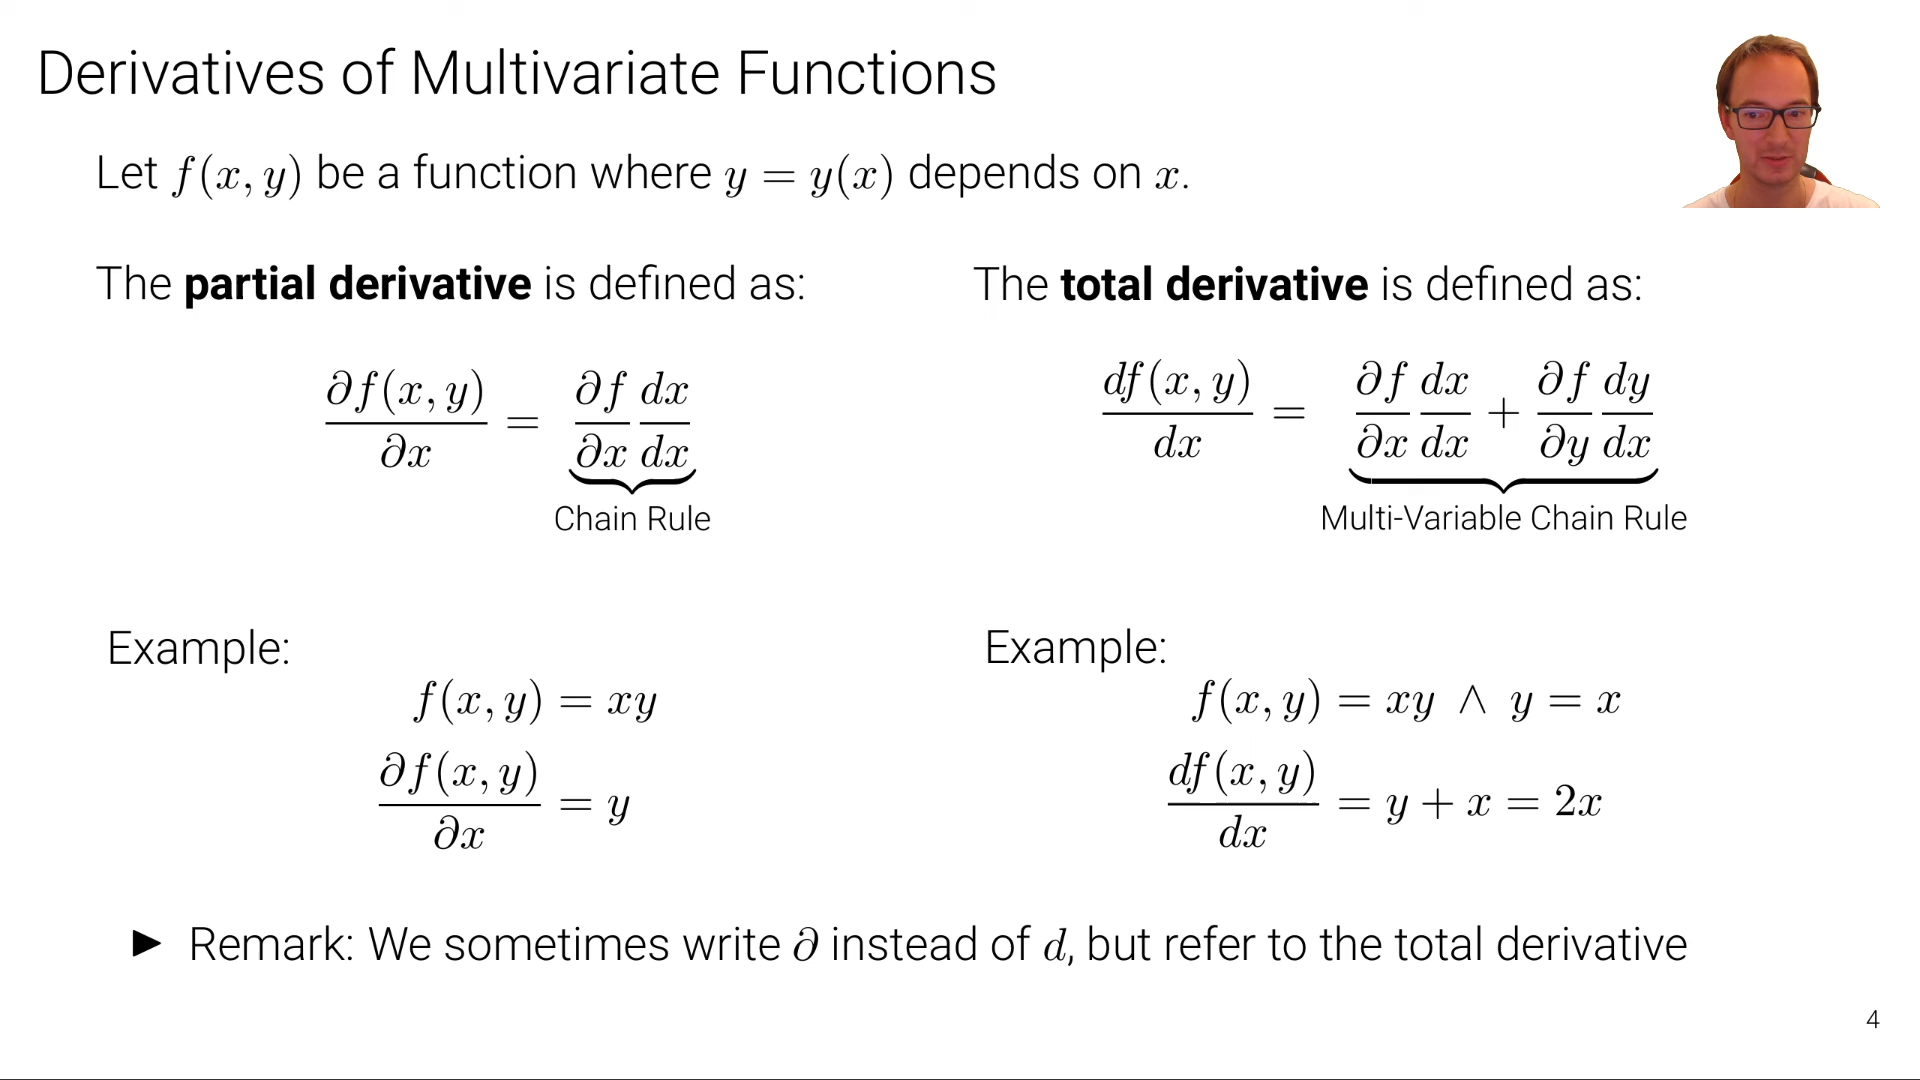 Derivatives of Multivariate Functions
Let f(x, y) be a function where y = y(x) depends on x.
The partial derivative is defined as:
∂f(x, y)/∂x = ∂f/∂x dx/dx
Chain Rule
Example:
f(x, y) = xy
∂f(x, y)/∂x = y
The total derivative is defined as:
df(x, y)/dx = ∂f/∂x dx/dx + ∂f/∂y dy/dx
Multi-Variable Chain Rule
Example:
f(x, y) = xy ∧ y = x
df(x, y)/dx = y + x = 2x
▶ Remark: We sometimes write ∂ instead of d, but refer to the total derivative
4